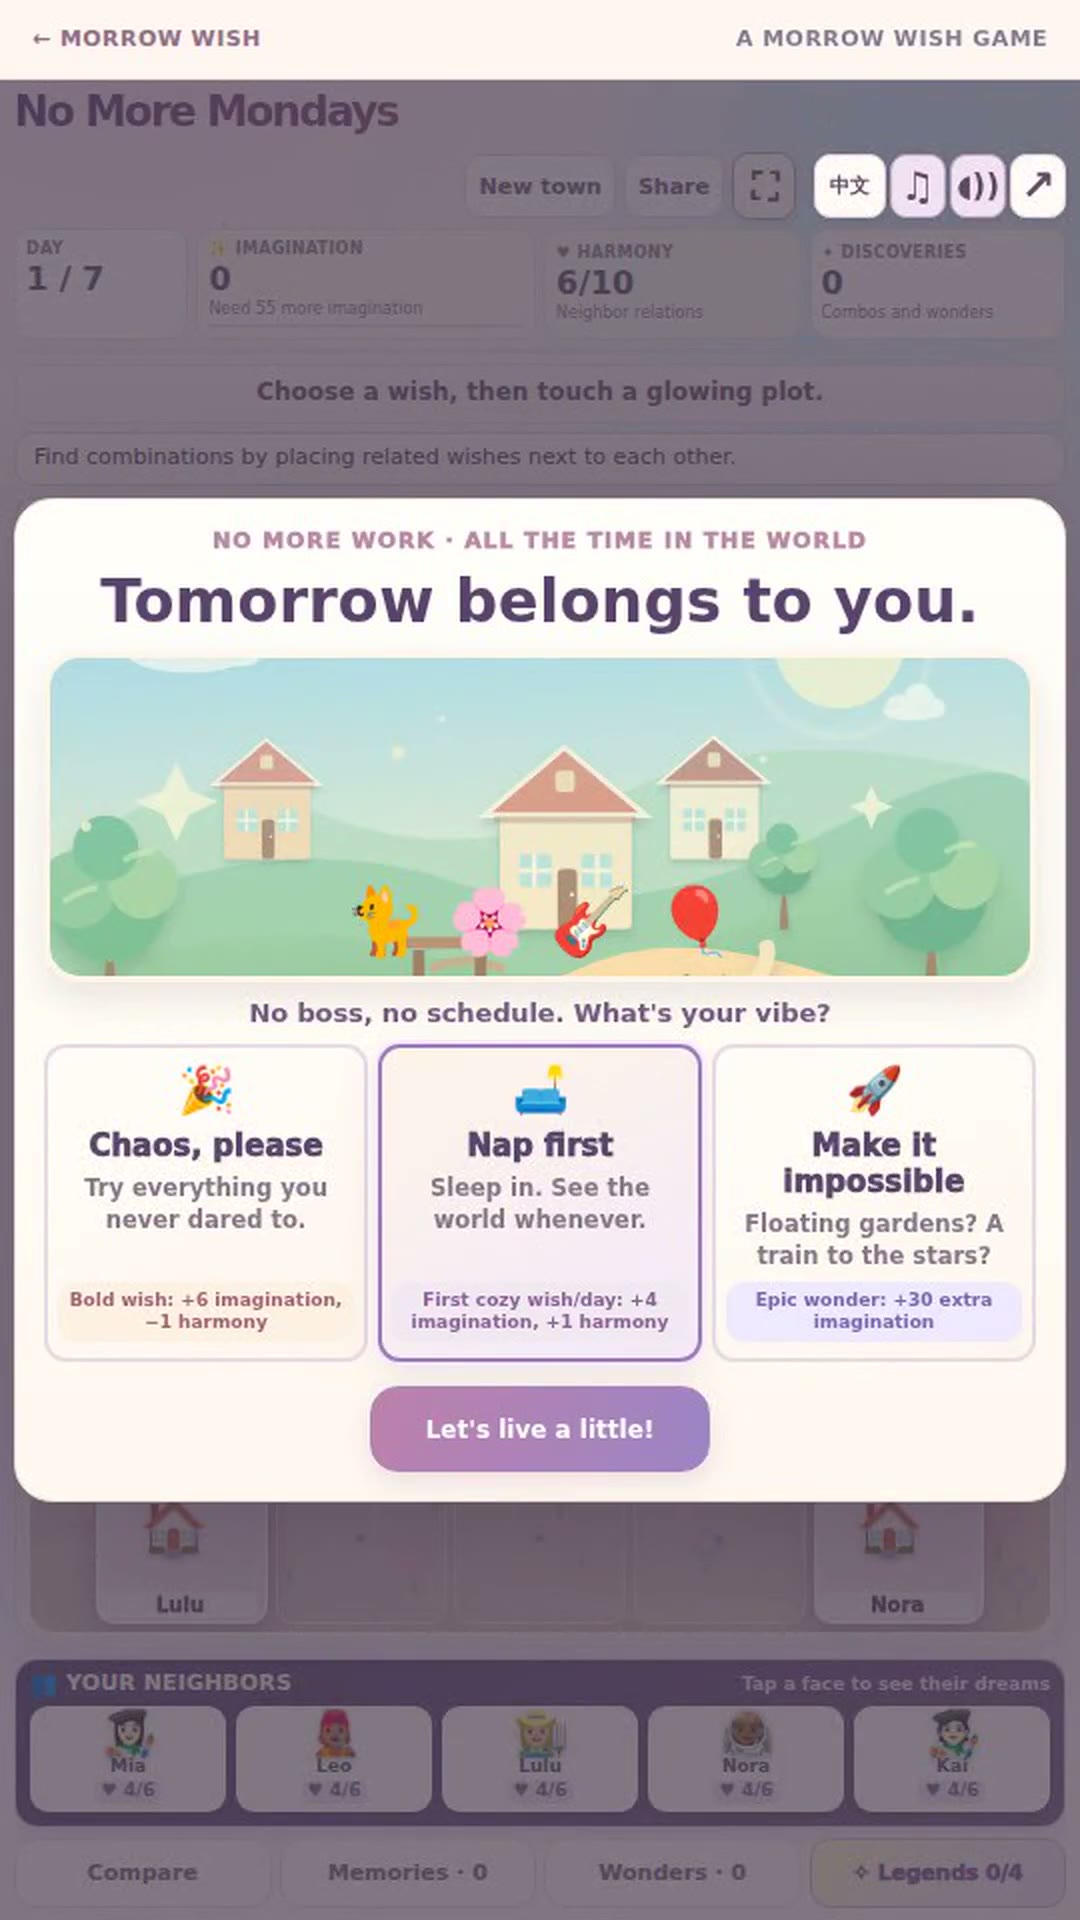 ← MORROW WISH
A MORROW WISH GAME
No More Mondays
New town
Share
中文
DAY
1 / 7
✨ IMAGINATION
0
Need 55 more imagination
♥ HARMONY
6/10
Neighbor relations
✦ DISCOVERIES
0
Combos and wonders
Choose a wish, then touch a glowing plot.
Find combinations by placing related wishes next to each other.
NO MORE WORK · ALL THE TIME IN THE WORLD
Tomorrow belongs to you.
No boss, no schedule. What's your vibe?
Chaos, please
Try everything you
never dared to.
Bold wish: +6 imagination,
−1 harmony
Nap first
Sleep in. See the
world whenever.
First cozy wish/day: +4
imagination, +1 harmony
Make it
impossible
Floating gardens? A
train to the stars?
Epic wonder: +30 extra
imagination
Let's live a little!
Lulu
Nora
YOUR NEIGHBORS
Tap a face to see their dreams
Mia
♥ 4/6
Leo
♥ 4/6
Lulu
♥ 4/6
Nora
♥ 4/6
Kai
♥ 4/6
Compare
Memories · 0
Wonders · 0
✧ Legends 0/4